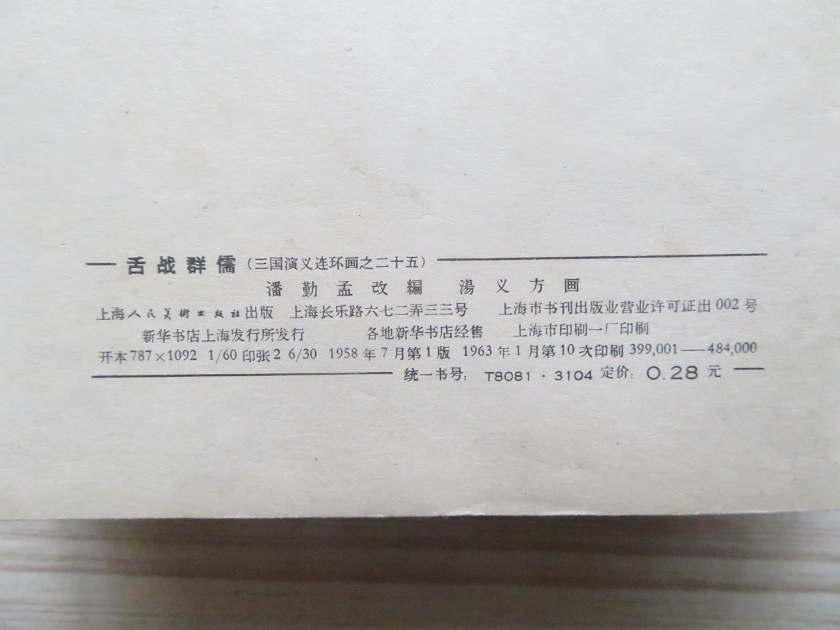 舌战群儒（三国演义连环画之二十五）
潘勤孟改編 湯义方画
上海人民美術出版社出版 上海长乐路六七二弄三三号 上海市书刊出版业营业许可证出002号
新华书店上海发行所发行 各地新华书店经售 上海市印刷一厂印刷
开本787×1092 1/60 印张2 6/30 1958年7月第1版 1963年1月第10次印刷 399,001—484,000
统一书号：T8081·3104 定价：0.28元